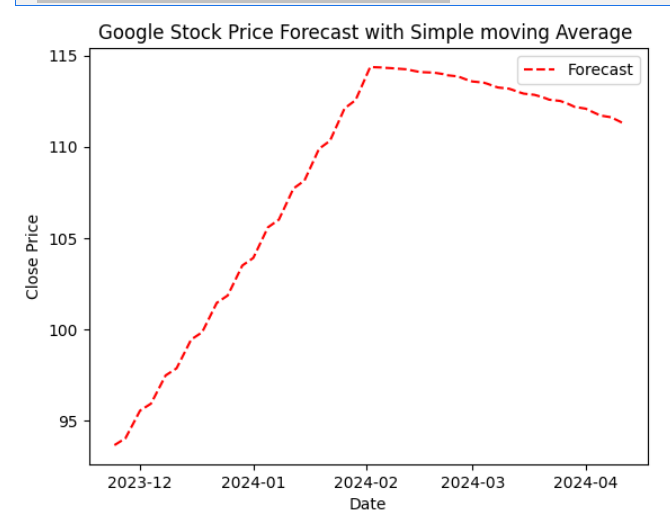 Google Stock Price Forecast with Simple moving Average
Forecast
115
110
105
100
95
Close Price
2023-12
2024-01
2024-02
2024-03
2024-04
Date